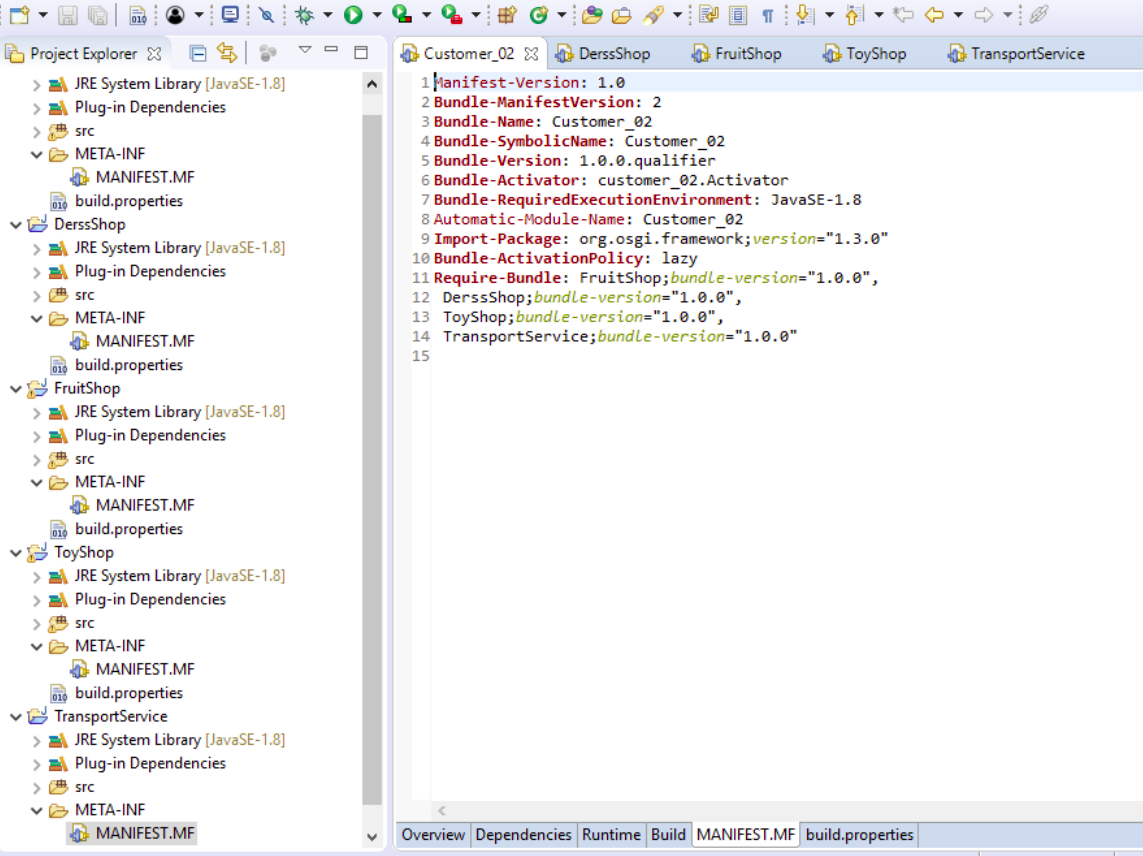 Project Explorer
JRE System Library [JavaSE-1.8]
Plug-in Dependencies
src
META-INF
MANIFEST.MF
build.properties
DerssShop
JRE System Library [JavaSE-1.8]
Plug-in Dependencies
src
META-INF
MANIFEST.MF
build.properties
FruitShop
JRE System Library [JavaSE-1.8]
Plug-in Dependencies
src
META-INF
MANIFEST.MF
build.properties
ToyShop
JRE System Library [JavaSE-1.8]
Plug-in Dependencies
src
META-INF
MANIFEST.MF
build.properties
TransportService
JRE System Library [JavaSE-1.8]
Plug-in Dependencies
src
META-INF
MANIFEST.MF
Customer_02 DerssShop FruitShop ToyShop TransportService
1 Manifest-Version: 1.0
2 Bundle-ManifestVersion: 2
3 Bundle-Name: Customer_02
4 Bundle-SymbolicName: Customer_02
5 Bundle-Version: 1.0.0.qualifier
6 Bundle-Activator: customer_02.Activator
7 Bundle-RequiredExecutionEnvironment: JavaSE-1.8
8 Automatic-Module-Name: Customer_02
9 Import-Package: org.osgi.framework;version="1.3.0"
10 Bundle-ActivationPolicy: lazy
11 Require-Bundle: FruitShop;bundle-version="1.0.0",
12 DerssShop;bundle-version="1.0.0",
13 ToyShop;bundle-version="1.0.0",
14 TransportService;bundle-version="1.0.0"
15
Overview Dependencies Runtime Build MANIFEST.MF build.properties